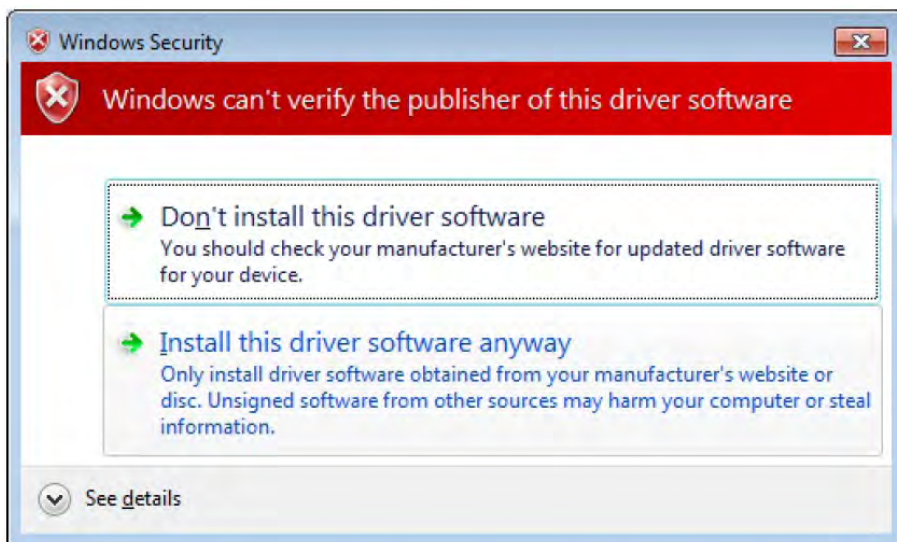 Windows Security
Windows can't verify the publisher of this driver software
Don't install this driver software
You should check your manufacturer's website for updated driver software
for your device.
Install this driver software anyway
Only install driver software obtained from your manufacturer's website or
disc. Unsigned software from other sources may harm your computer or steal
information.
See details